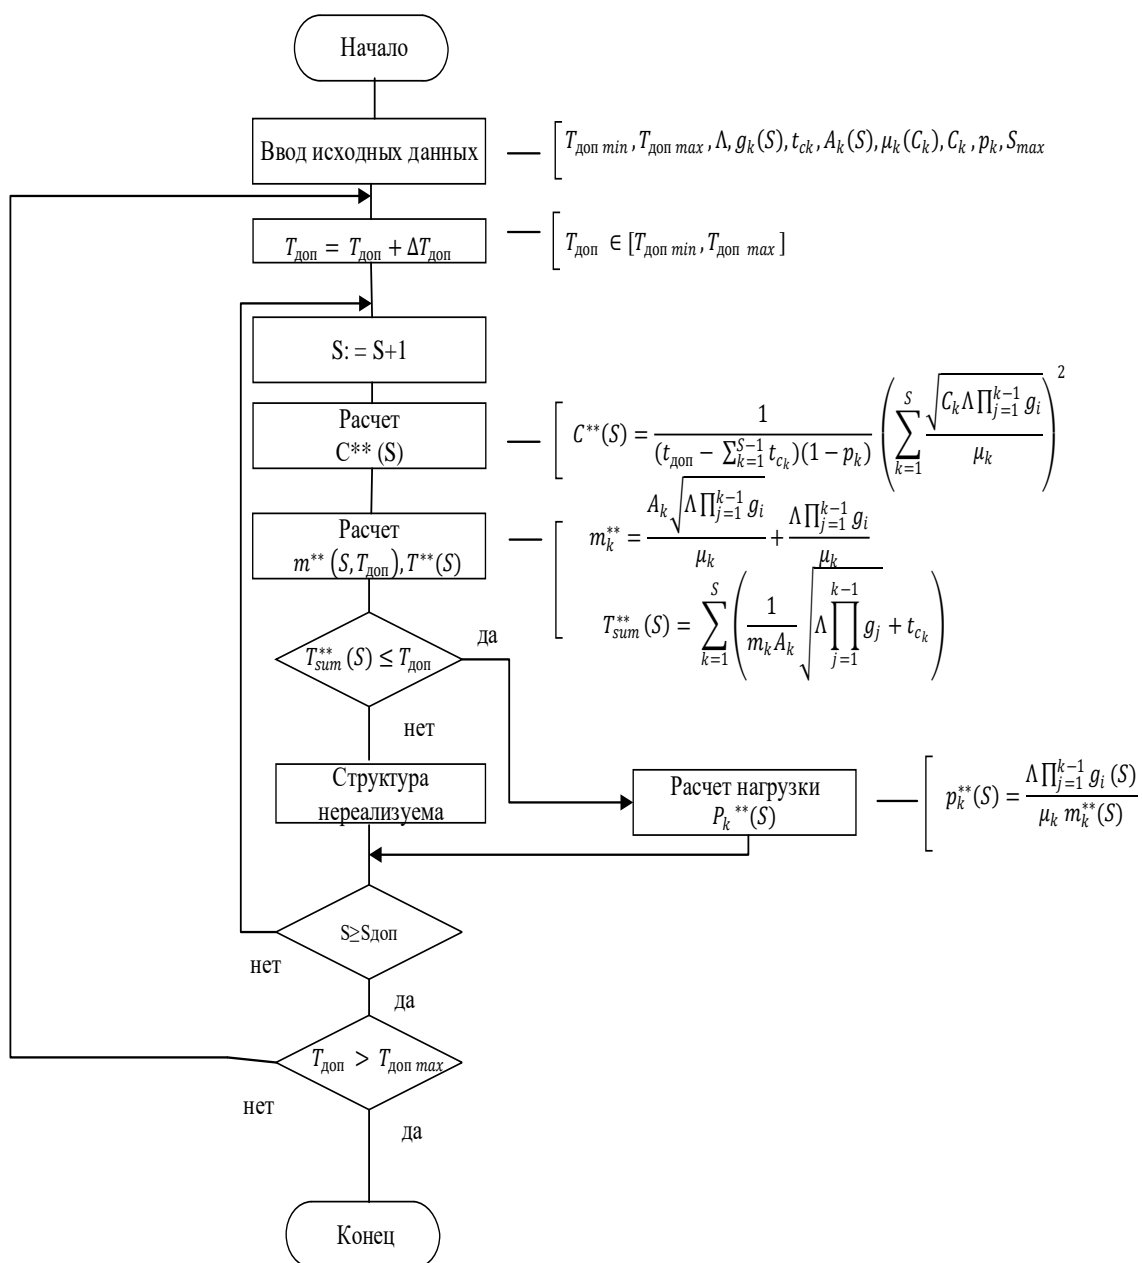 Начало
Ввод исходных данных
T_доп min, T_доп max, Λ, g_k(S), t_ck, A_k(S), μ_k(C_k), C_k, p_k, S_max
T_доп = T_доп + ΔT_доп
T_доп ∈ [T_доп min, T_доп max]
S: = S+1
Расчет
C** (S)
C**(S) = 1 / ((t_доп − ∑_{k=1}^{S−1} t_{c_k})(1 − p_k)) (∑_{k=1}^{S} √(C_k Λ ∏_{j=1}^{k−1} g_i) / μ_k)^2
Расчет
m** (S, T_доп), T**(S)
m_k** = A_k √(Λ ∏_{j=1}^{k−1} g_i) / μ_k + Λ ∏_{j=1}^{k−1} g_i / μ_k
T_sum**(S) = ∑_{k=1}^{S} (1 / (m_k A_k) √(Λ ∏_{j=1}^{k−1} g_j) + t_{c_k})
T_sum**(S) ≤ T_доп
да
нет
Структура
нереализуема
Расчет нагрузки
P_k **(S)
p_k**(S) = Λ ∏_{j=1}^{k−1} g_i (S) / (μ_k m_k**(S))
S≥Sдоп
нет
да
T_доп > T_доп max
нет
да
Конец